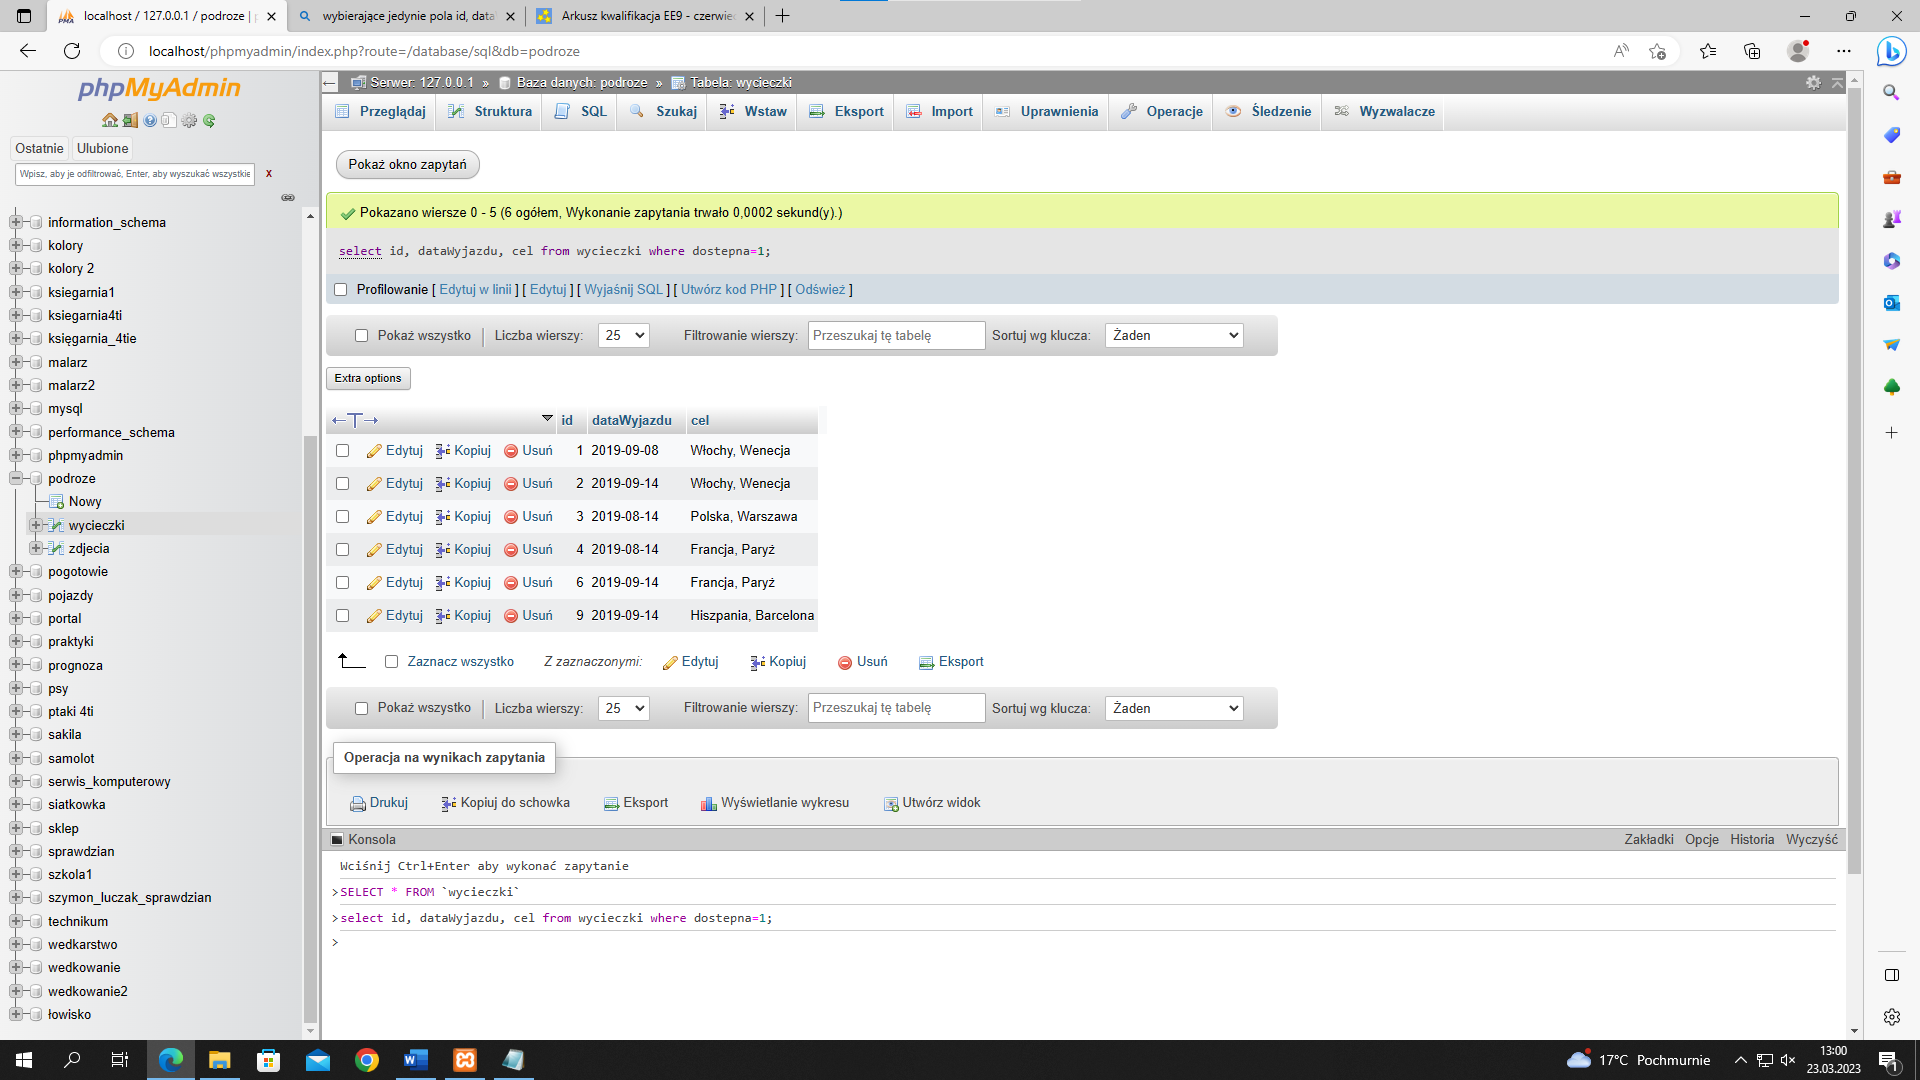 localhost / 127.0.0.1 / podroze | p
wybierające jedynie pola id, data
Arkusz kwalifikacja EE9 - czerwiec
localhost/phpmyadmin/index.php?route=/database/sql&db=podroze
phpMyAdmin
Ostatnie Ulubione
Wpisz, aby je odfiltrować, Enter, aby wyszukać wszystkie X
information_schema
kolory
kolory 2
ksiegarnia1
ksiegarnia4ti
księgarnia_4tie
malarz
malarz2
mysql
performance_schema
phpmyadmin
podroze
Nowy
wycieczki
zdjecia
pogotowie
pojazdy
portal
praktyki
prognoza
psy
ptaki 4ti
sakila
samolot
serwis_komputerowy
siatkowka
sklep
sprawdzian
szkola1
szymon_luczak_sprawdzian
technikum
wedkarstwo
wedkowanie
wedkowanie2
łowisko
Serwer: 127.0.0.1 » Baza danych: podroze » Tabela: wycieczki
Przeglądaj Struktura SQL Szukaj Wstaw Eksport Import Uprawnienia Operacje Śledzenie Wyzwalacze
Pokaż okno zapytań
Pokazano wiersze 0 - 5 (6 ogółem, Wykonanie zapytania trwało 0,0002 sekund(y).)
select id, dataWyjazdu, cel from wycieczki where dostepna=1;
Profilowanie [ Edytuj w linii ] [ Edytuj ] [ Wyjaśnij SQL ] [ Utwórz kod PHP ] [ Odśwież ]
Pokaż wszystko Liczba wierszy: 25 Filtrowanie wierszy: Przeszukaj tę tabelę Sortuj wg klucza: Żaden
Extra options
id dataWyjazdu cel
Edytuj Kopiuj Usuń 1 2019-09-08 Włochy, Wenecja
Edytuj Kopiuj Usuń 2 2019-09-14 Włochy, Wenecja
Edytuj Kopiuj Usuń 3 2019-08-14 Polska, Warszawa
Edytuj Kopiuj Usuń 4 2019-08-14 Francja, Paryż
Edytuj Kopiuj Usuń 6 2019-09-14 Francja, Paryż
Edytuj Kopiuj Usuń 9 2019-09-14 Hiszpania, Barcelona
Zaznacz wszystko Z zaznaczonymi: Edytuj Kopiuj Usuń Eksport
Pokaż wszystko Liczba wierszy: 25 Filtrowanie wierszy: Przeszukaj tę tabelę Sortuj wg klucza: Żaden
Operacja na wynikach zapytania
Drukuj Kopiuj do schowka Eksport Wyświetlanie wykresu Utwórz widok
Konsola Zakładki Opcje Historia Wyczyść
Wciśnij Ctrl+Enter aby wykonać zapytanie
>SELECT * FROM `wycieczki`
>select id, dataWyjazdu, cel from wycieczki where dostepna=1;
>
17°C Pochmurnie
13:00
23.03.2023
1